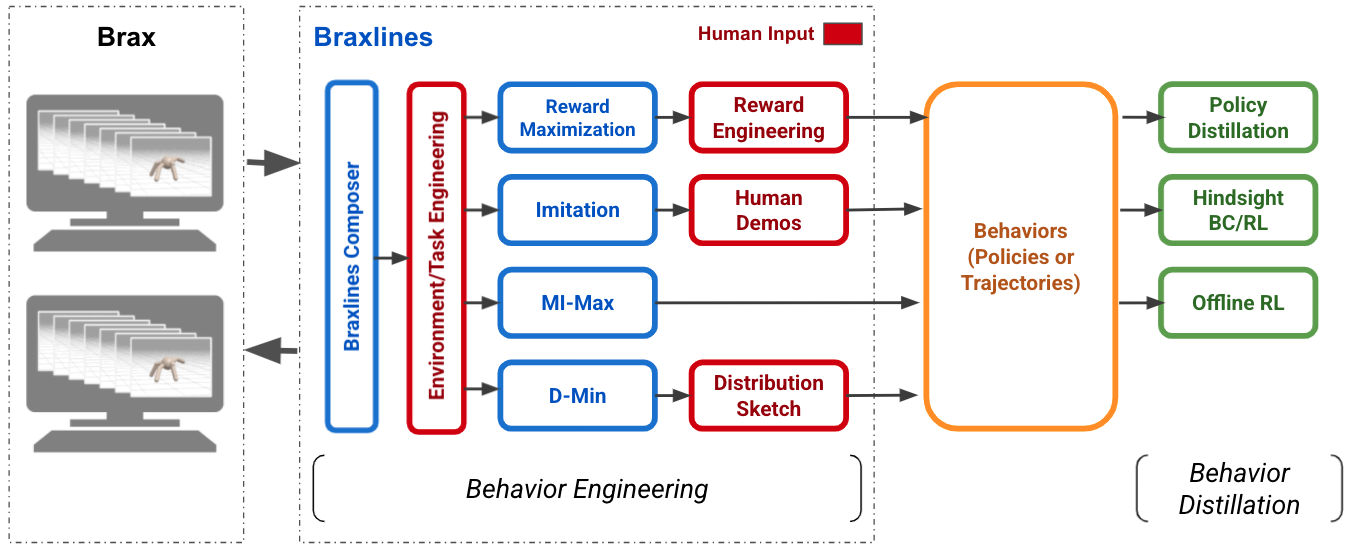 Brax
Braxlines
Human Input
Braxlines Composer
Environment/Task Engineering
Reward
Maximization
Reward
Engineering
Imitation
Human
Demos
MI-Max
D-Min
Distribution
Sketch
Behaviors
(Policies or
Trajectories)
Policy
Distillation
Hindsight
BC/RL
Offline RL
Behavior Engineering
Behavior
Distillation